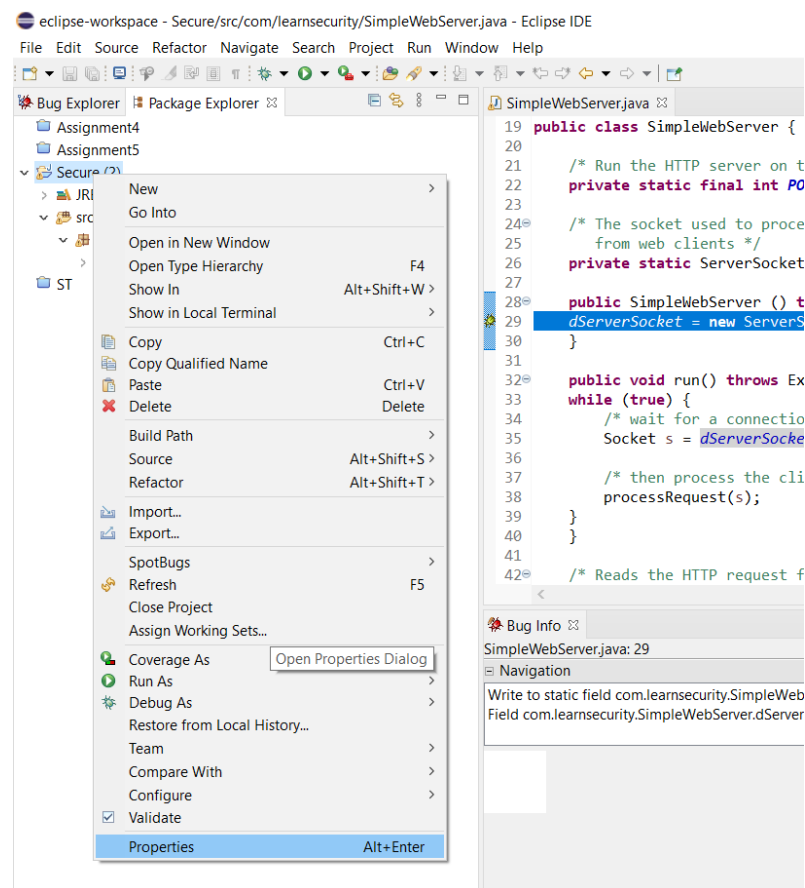 eclipse-workspace - Secure/src/com/learnsecurity/SimpleWebServer.java - Eclipse IDE
File Edit Source Refactor Navigate Search Project Run Window Help
Bug Explorer Package Explorer
Assignment4
Assignment5
Secure (2)
JRE
src
ST
New
Go Into
Open in New Window
Open Type Hierarchy F4
Show In Alt+Shift+W
Show in Local Terminal
Copy Ctrl+C
Copy Qualified Name
Paste Ctrl+V
Delete Delete
Build Path
Source Alt+Shift+S
Refactor Alt+Shift+T
Import...
Export...
SpotBugs
Refresh F5
Close Project
Assign Working Sets...
Coverage As
Open Properties Dialog
Run As
Debug As
Restore from Local History...
Team
Compare With
Configure
Validate
Properties Alt+Enter
SimpleWebServer.java
19 public class SimpleWebServer {
20
21 /* Run the HTTP server on t
22 private static final int PO
23
24 /* The socket used to proce
25 from web clients */
26 private static ServerSocket
27
28 public SimpleWebServer () t
29 dServerSocket = new ServerS
30 }
31
32 public void run() throws Ex
33 while (true) {
34 /* wait for a connectio
35 Socket s = dServerSocke
36
37 /* then process the cli
38 processRequest(s);
39 }
40 }
41
42 /* Reads the HTTP request f
Bug Info
SimpleWebServer.java: 29
Navigation
Write to static field com.learnsecurity.SimpleWeb
Field com.learnsecurity.SimpleWebServer.dServer